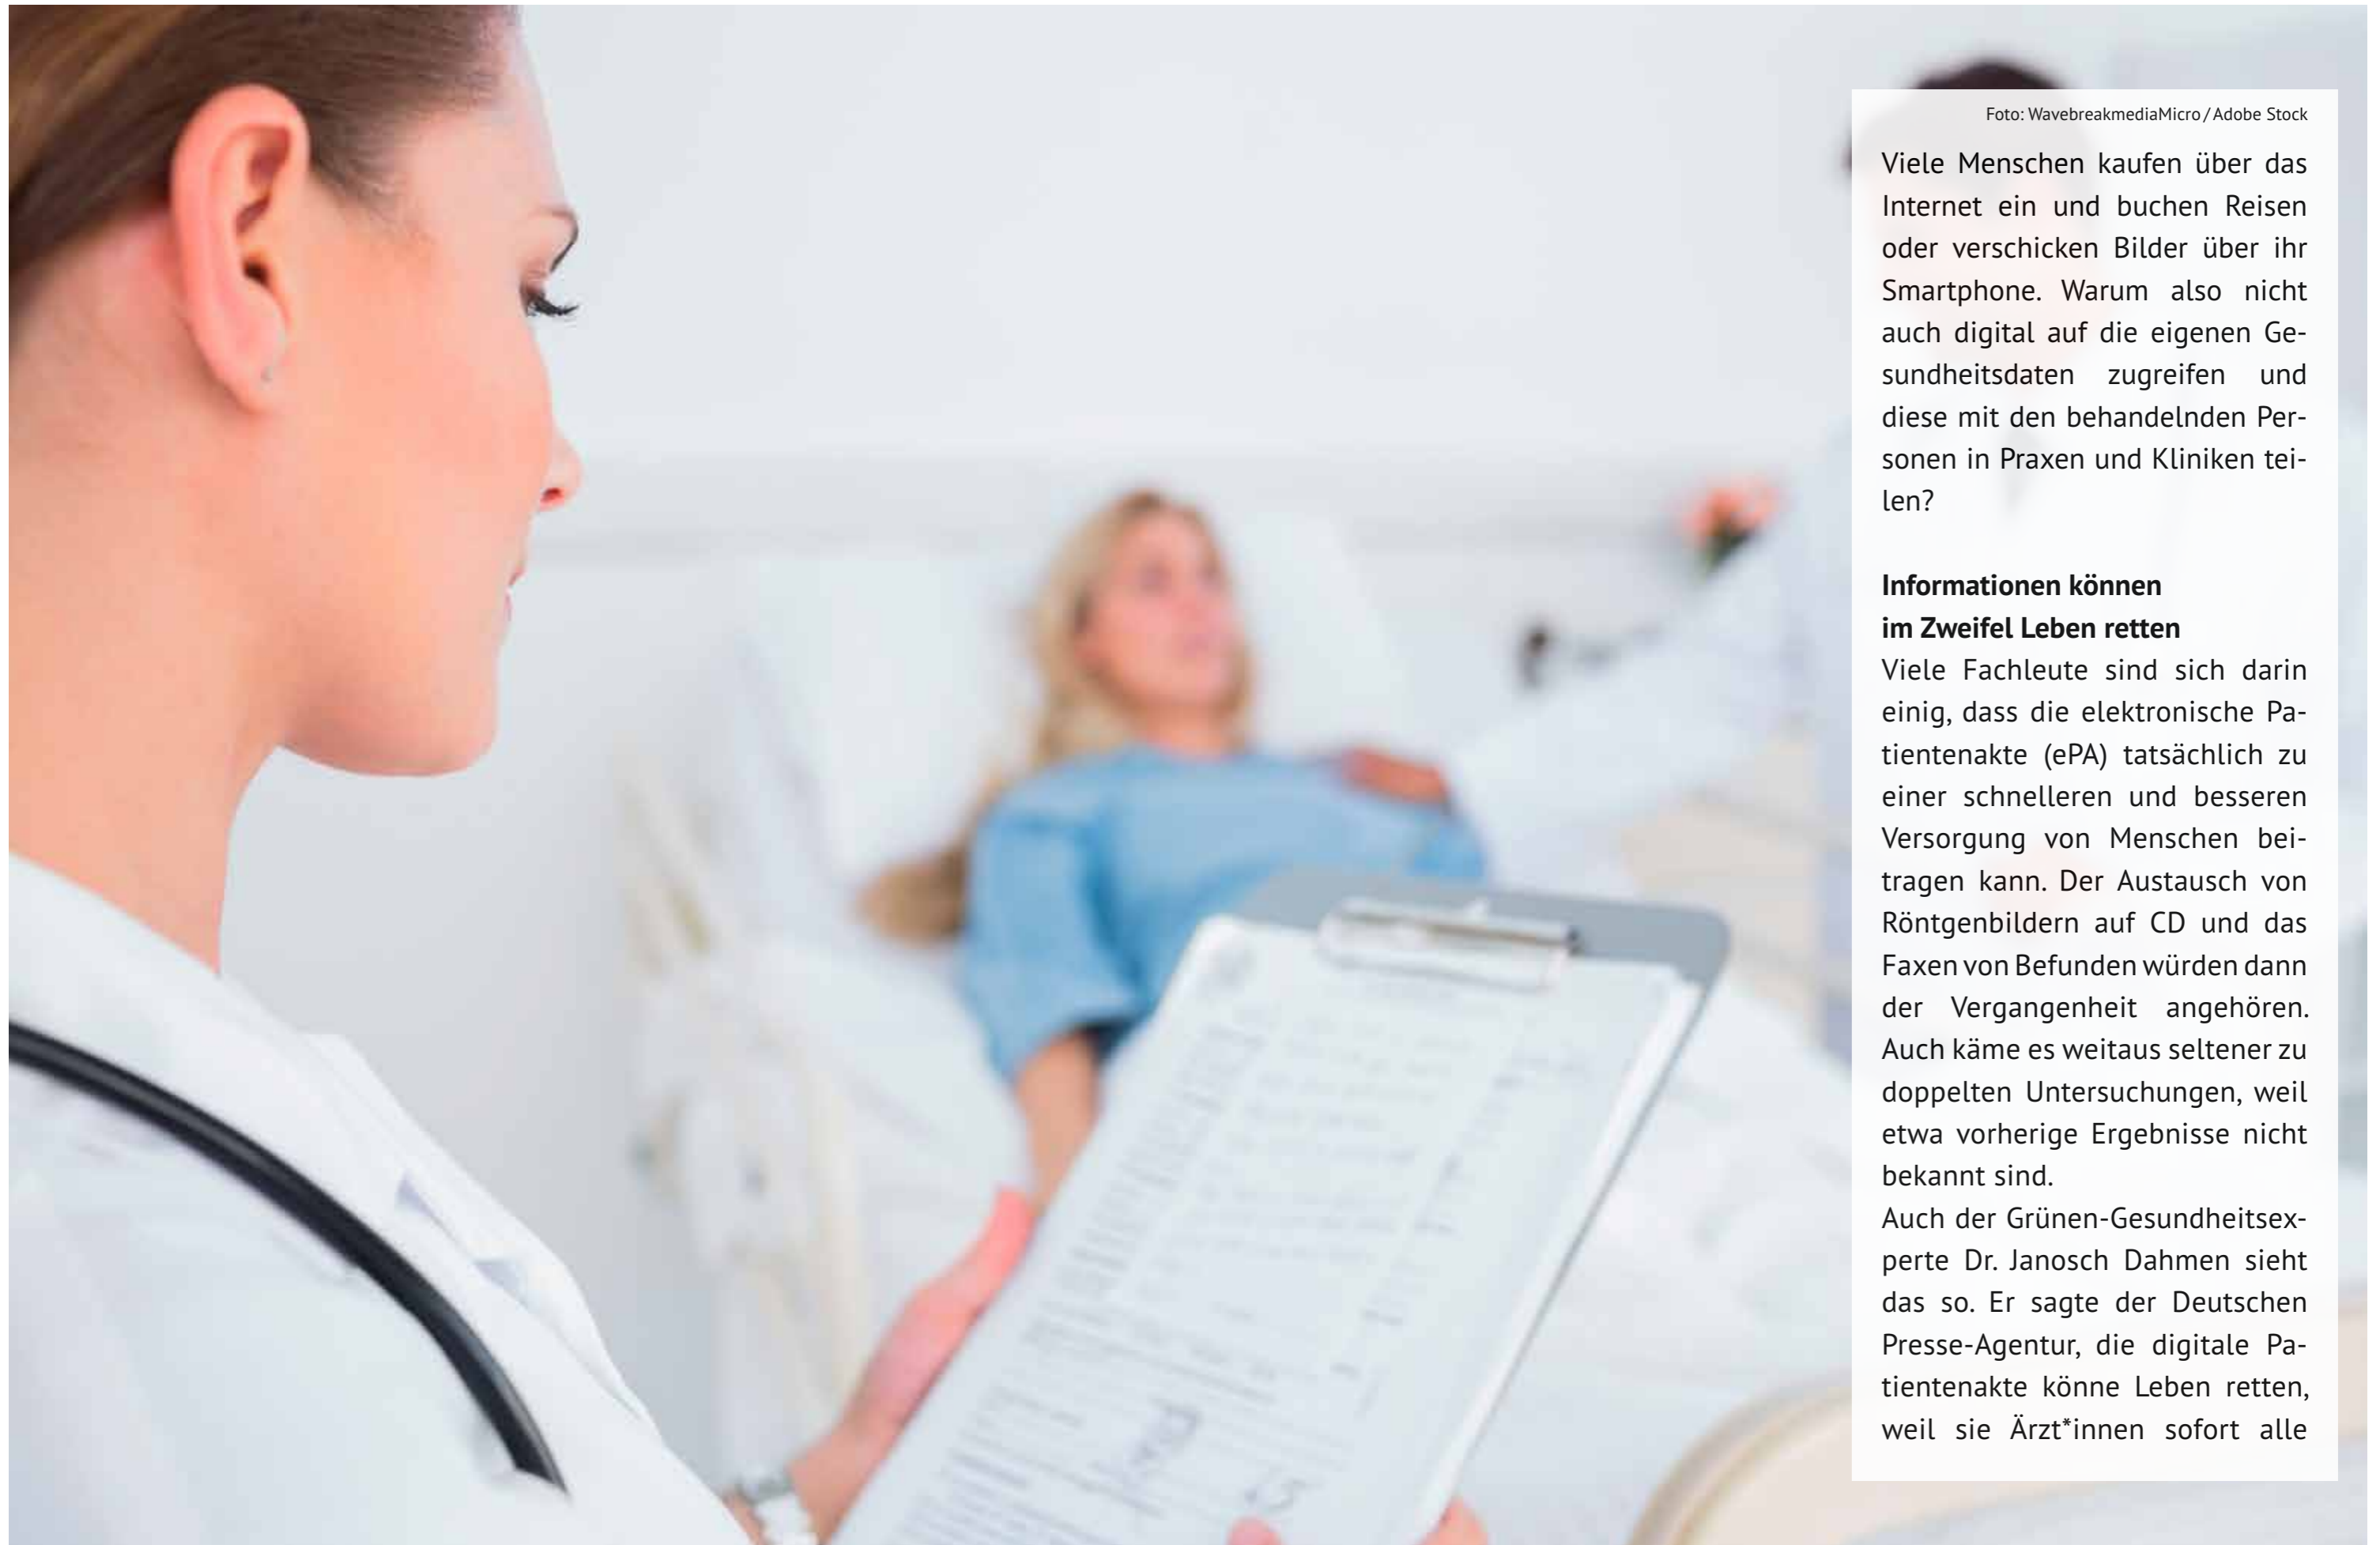 Foto: WavebreakmediaMicro / Adobe Stock
Viele Menschen kaufen über das
Internet ein und buchen Reisen
oder verschicken Bilder über ihr
Smartphone. Warum also nicht
auch digital auf die eigenen Ge-
sundheitsdaten zugreifen und
diese mit den behandelnden Per-
sonen in Praxen und Kliniken tei-
len?
Informationen können
im Zweifel Leben retten
Viele Fachleute sind sich darin
einig, dass die elektronische Pa-
tientenakte (ePA) tatsächlich zu
einer schnelleren und besseren
Versorgung von Menschen bei-
tragen kann. Der Austausch von
Röntgenbildern auf CD und das
Faxen von Befunden würden dann
der Vergangenheit angehören.
Auch käme es weitaus seltener zu
doppelten Untersuchungen, weil
etwa vorherige Ergebnisse nicht
bekannt sind.
Auch der Grünen-Gesundheitsex-
perte Dr. Janosch Dahmen sieht
das so. Er sagte der Deutschen
Presse-Agentur, die digitale Pa-
tientenakte könne Leben retten,
weil sie Ärzt*innen sofort alle